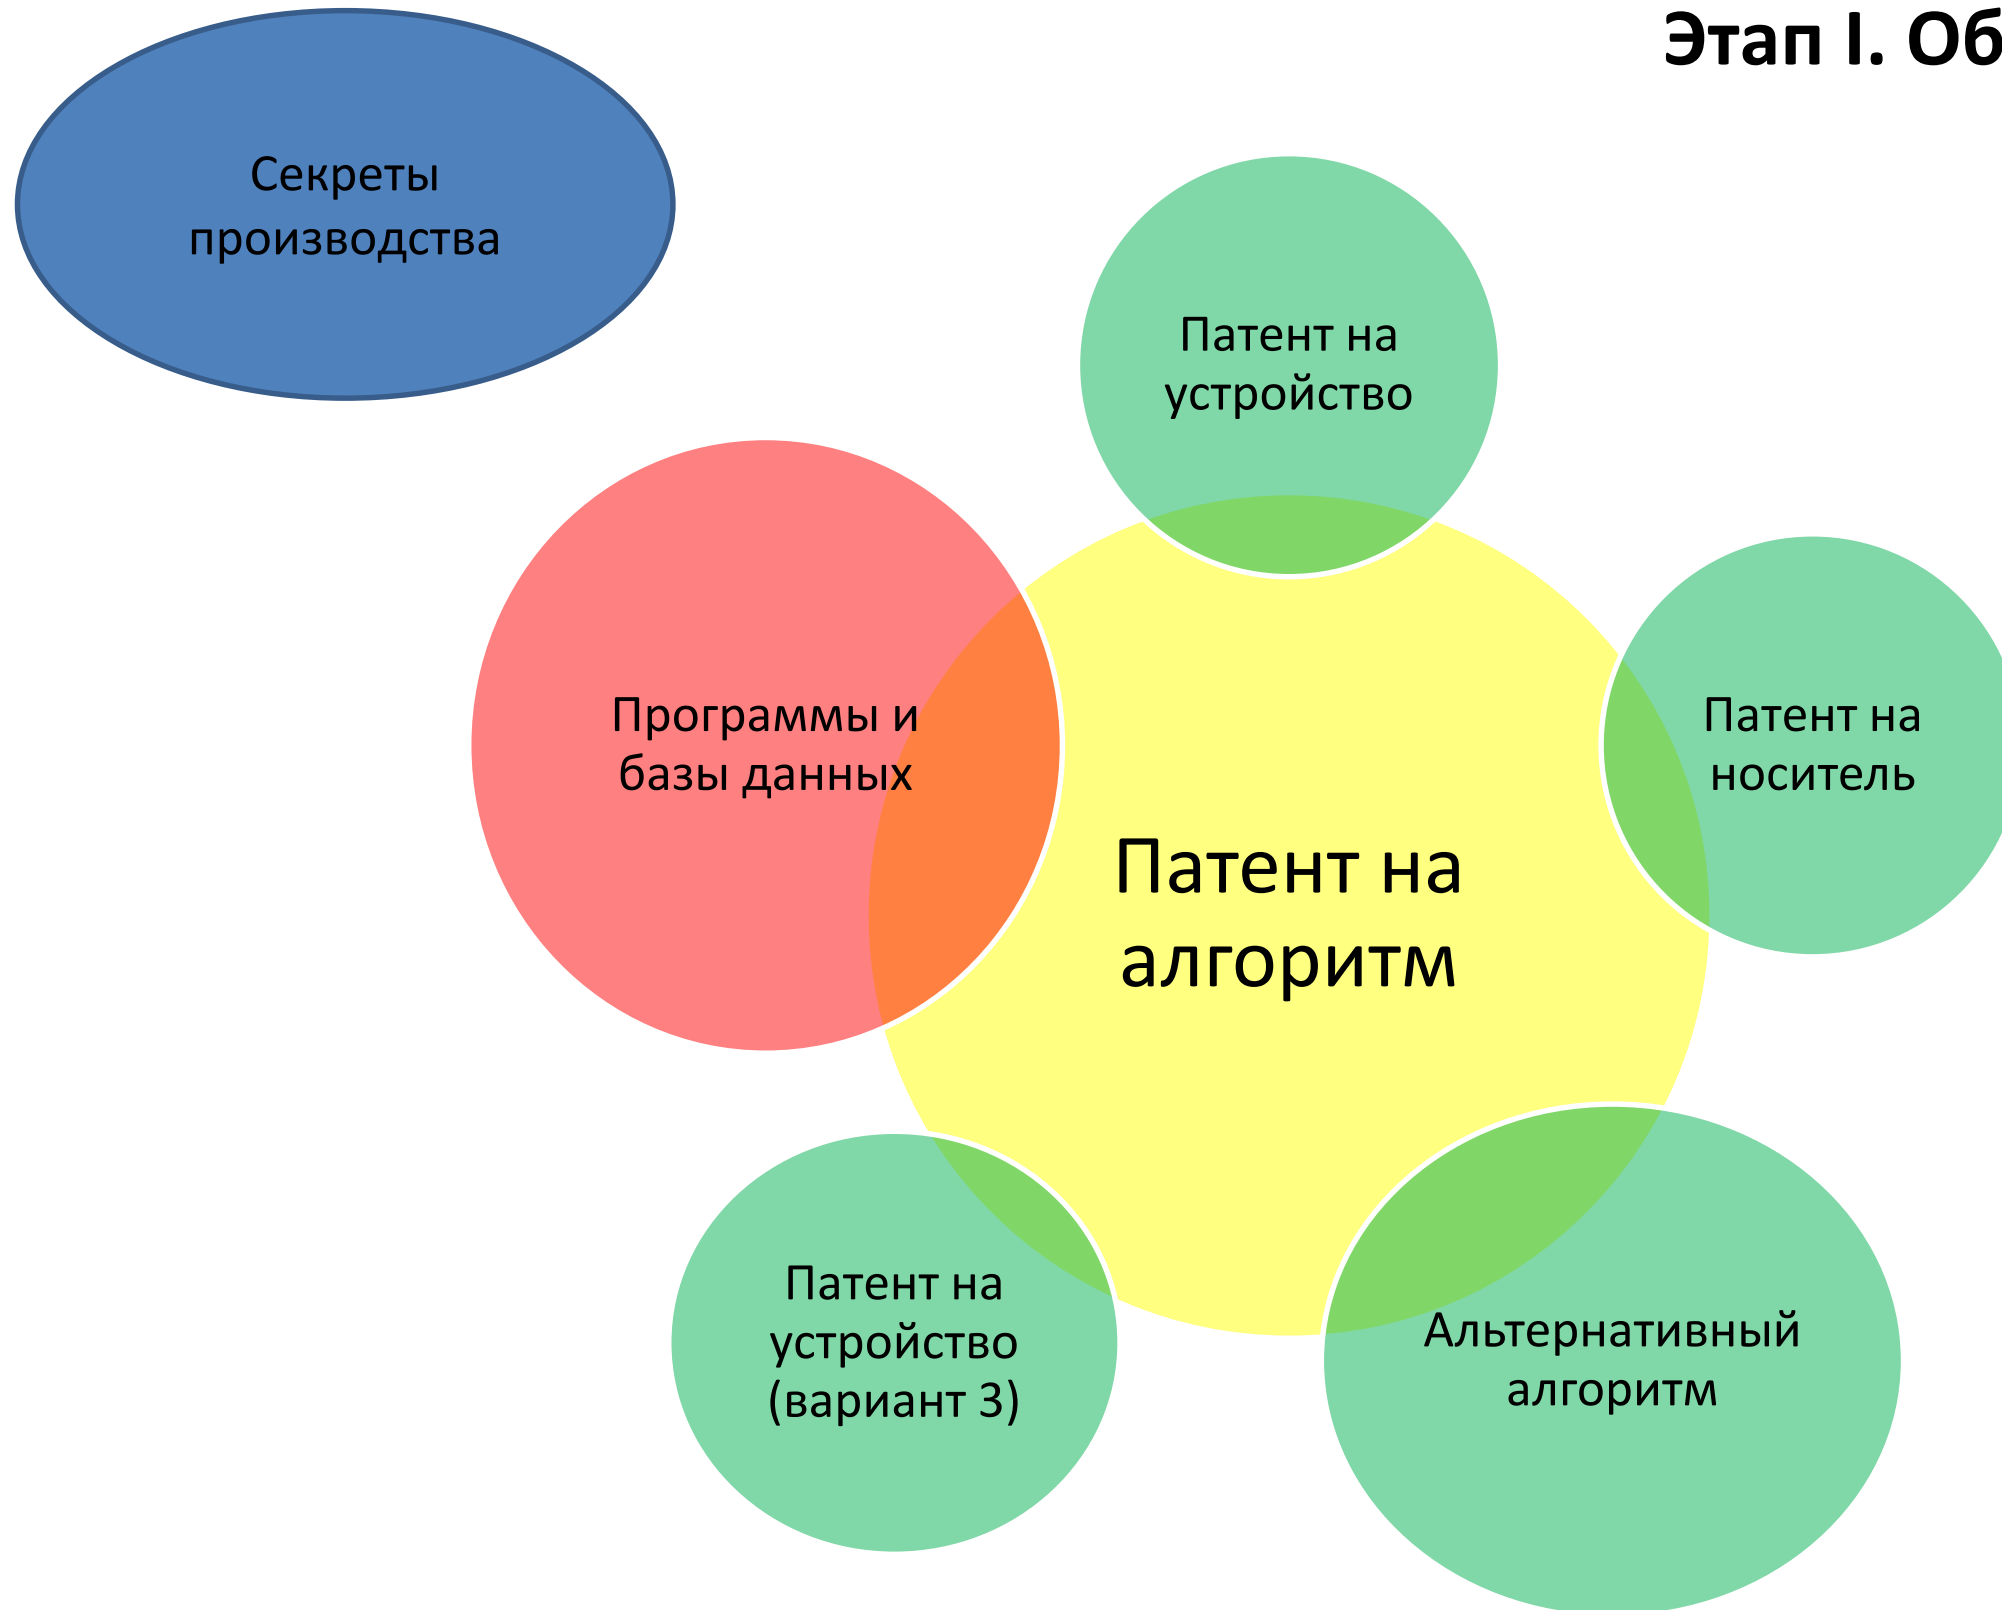 Этап I. Об
Секреты
производства
Патент на
устройство
Программы и
базы данных
Патент на
носитель
Патент на
алгоритм
Патент на
устройство
(вариант 3)
Альтернативный
алгоритм